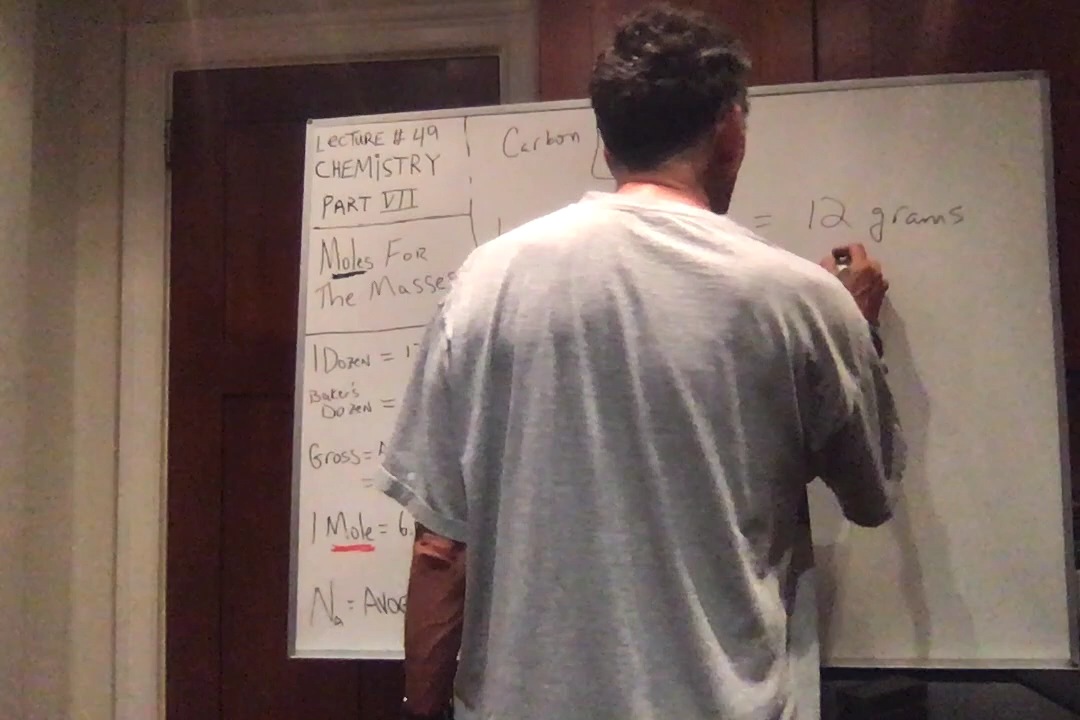 LECTURE # 49
CHEMISTRY
PART VII
Moles FOR
The Masses
1 DOZEN = 1
Baker's
DOZEN =
Gross =
=
1 Mole = 6.
Na = AVOG
Carbon
= 12 grams